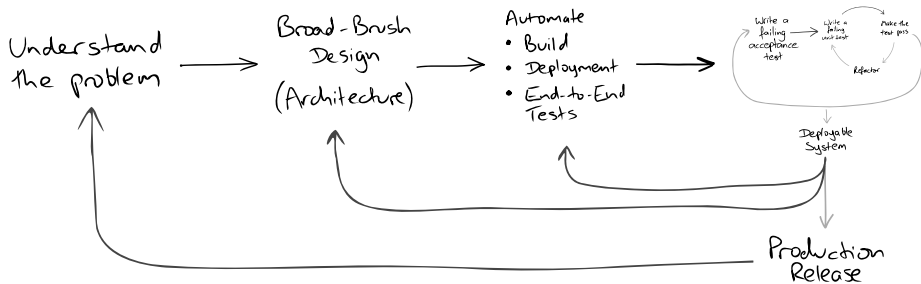 Understand
the problem
Broad-Brush
Design
(Architecture)
Automate
• Build
• Deployment
• End-to-End
Tests
Write a
failing
acceptance
test
Write a
failing
unit test
Make the
test pass
Refactor
Deployable
System
Production
Release